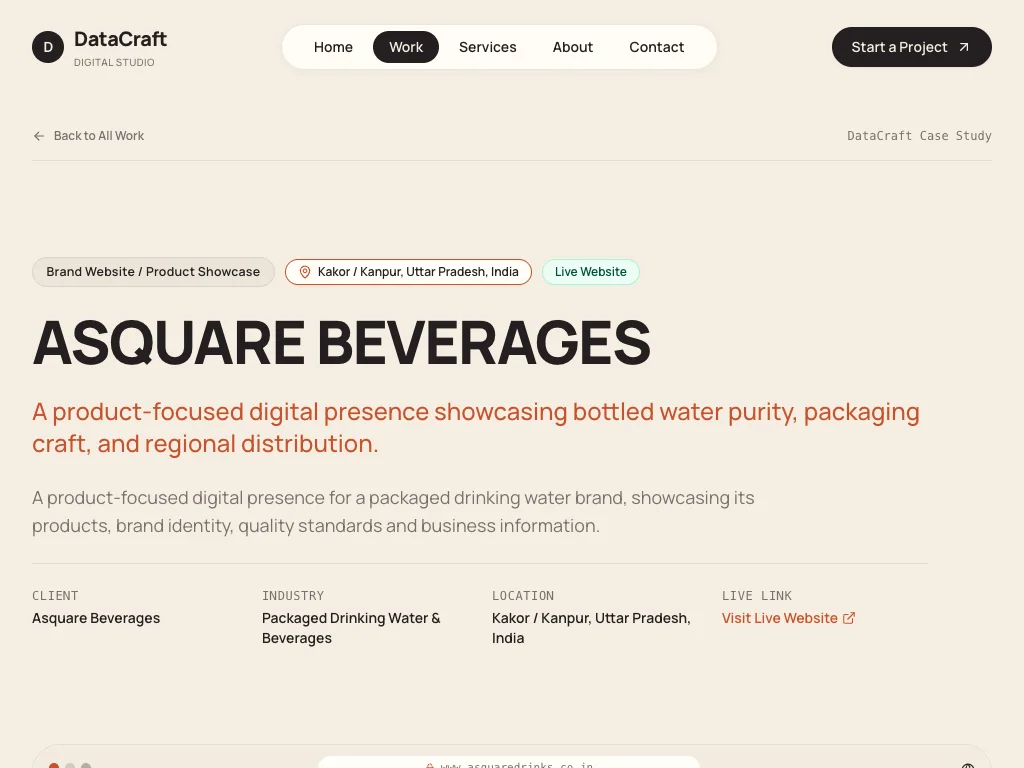 D
DataCraft
DIGITAL STUDIO
Home
Work
Services
About
Contact
Start a Project
Back to All Work
DataCraft Case Study
Brand Website / Product Showcase
Kakor / Kanpur, Uttar Pradesh, India
Live Website
ASQUARE BEVERAGES
A product-focused digital presence showcasing bottled water purity, packaging
craft, and regional distribution.
A product-focused digital presence for a packaged drinking water brand, showcasing its
products, brand identity, quality standards and business information.
CLIENT
Asquare Beverages
INDUSTRY
Packaged Drinking Water &
Beverages
LOCATION
Kakor / Kanpur, Uttar Pradesh,
India
LIVE LINK
Visit Live Website
www.asquaredrinks.co.in